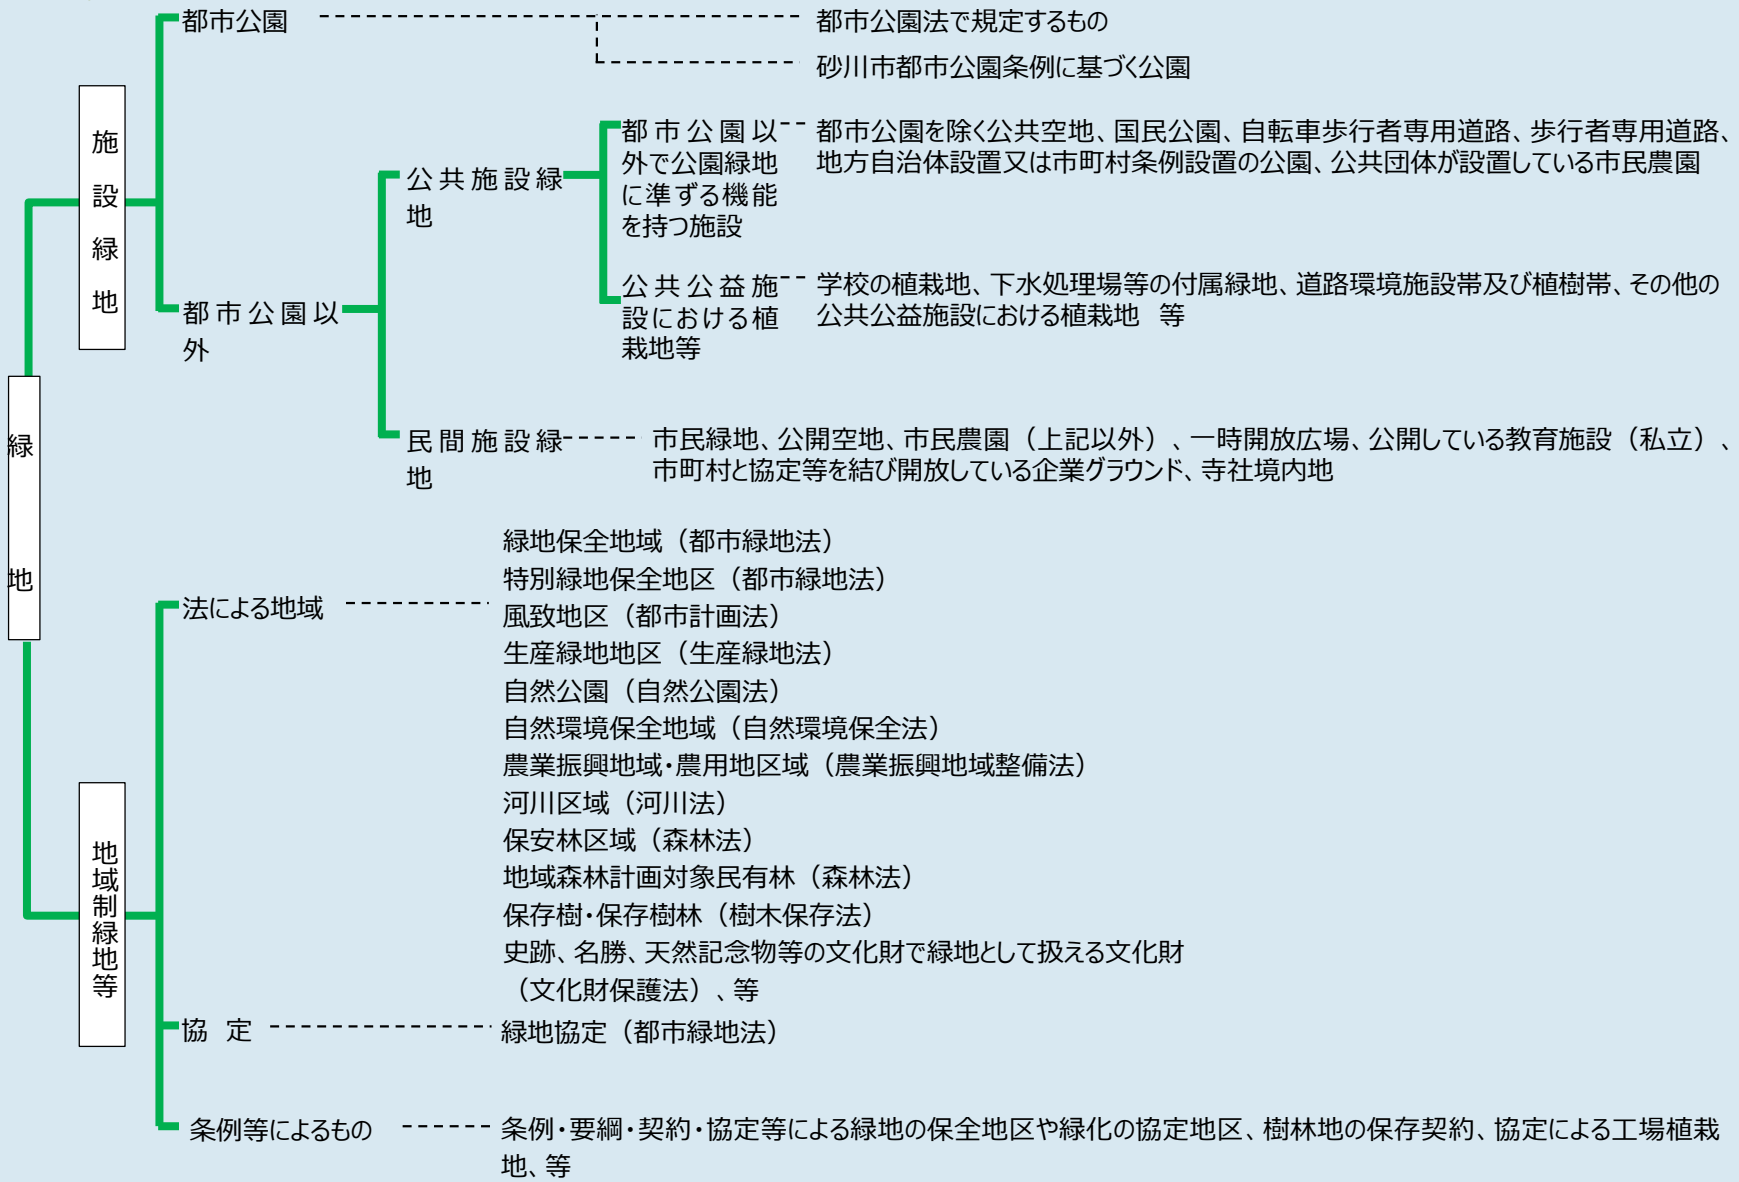 緑地
施設緑地
都市公園
都市公園法で規定するもの
砂川市都市公園条例に基づく公園
都市公園以
外
公共施設緑
地
都市公園以
外で公園緑地
に準ずる機能
を持つ施設
都市公園を除く公共空地、国民公園、自転車歩行者専用道路、歩行者専用道路、
地方自治体設置又は市町村条例設置の公園、公共団体が設置している市民農園
公共公益施
設における植
栽地等
学校の植栽地、下水処理場等の付属緑地、道路環境施設帯及び植樹帯、その他の
公共公益施設における植栽地 等
民間施設緑
地
市民緑地、公開空地、市民農園（上記以外）、一時開放広場、公開している教育施設（私立）、
市町村と協定等を結び開放している企業グラウンド、寺社境内地
地域制緑地等
法による地域
緑地保全地域（都市緑地法）
特別緑地保全地区（都市緑地法）
風致地区（都市計画法）
生産緑地地区（生産緑地法）
自然公園（自然公園法）
自然環境保全地域（自然環境保全法）
農業振興地域・農用地区域（農業振興地域整備法）
河川区域（河川法）
保安林区域（森林法）
地域森林計画対象民有林（森林法）
保存樹・保存樹林（樹木保存法）
史跡、名勝、天然記念物等の文化財で緑地として扱える文化財
（文化財保護法）、等
協 定
緑地協定（都市緑地法）
条例等によるもの
条例・要綱・契約・協定等による緑地の保全地区や緑化の協定地区、樹林地の保存契約、協定による工場植栽
地、等